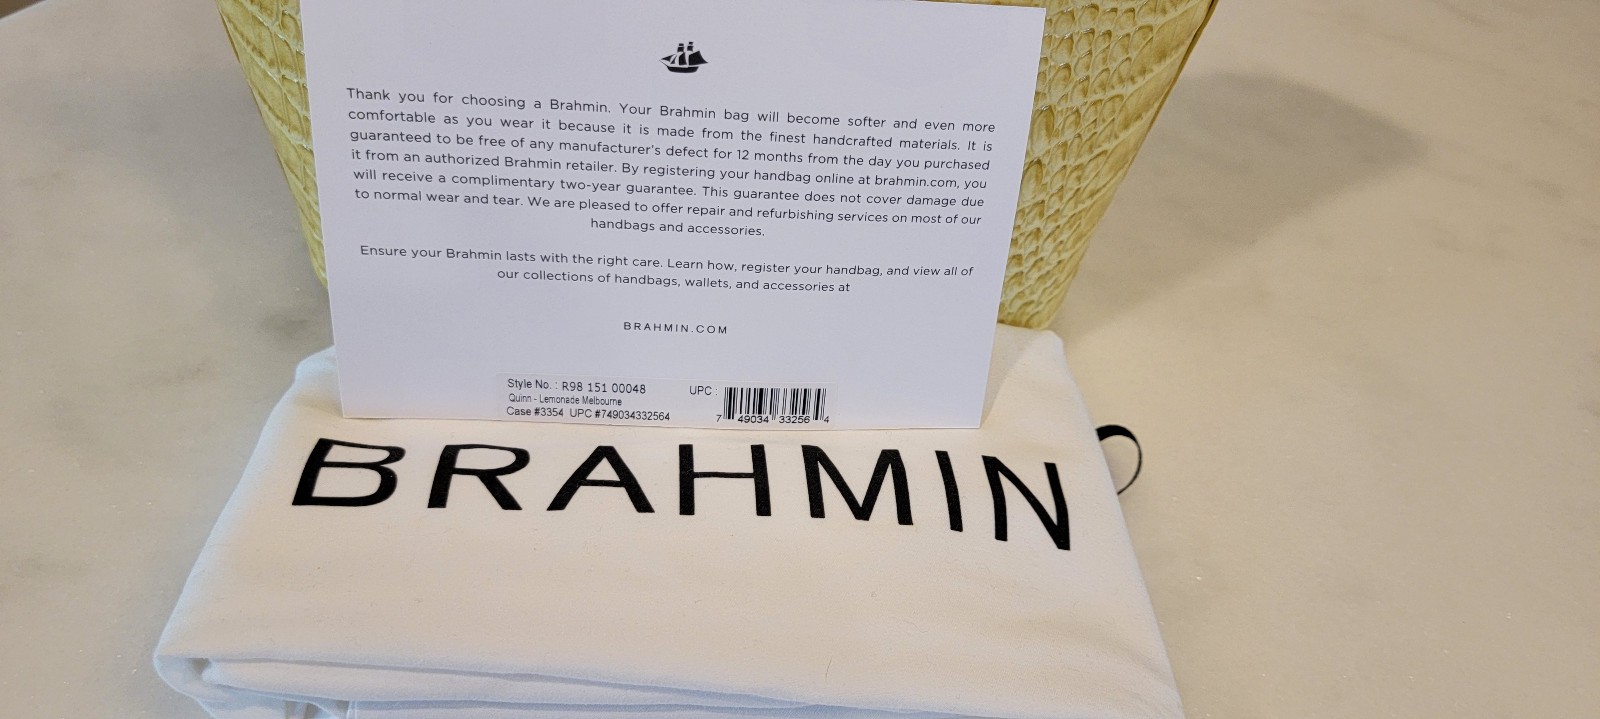 Thank you for choosing a Brahmin. Your Brahmin bag will become softer and even more
comfortable as you wear it because it is made from the finest handcrafted materials. It is
guaranteed to be free of any manufacturer's defect for 12 months from the day you purchased
it from an authorized Brahmin retailer. By registering your handbag online at brahmin.com, you
will receive a complimentary two-year guarantee. This guarantee does not cover damage due
to normal wear and tear. We are pleased to offer repair and refurbishing services on most of our
handbags and accessories.
Ensure your Brahmin lasts with the right care. Learn how, register your handbag, and view all of
our collections of handbags, wallets, and accessories at
BRAHMIN.COM
Style No. : R98 151 00048
Quinn - Lemonade Melbourne
Case #3354 UPC #749034332564
UPC :
7 49034 33256 4
BRAHMIN